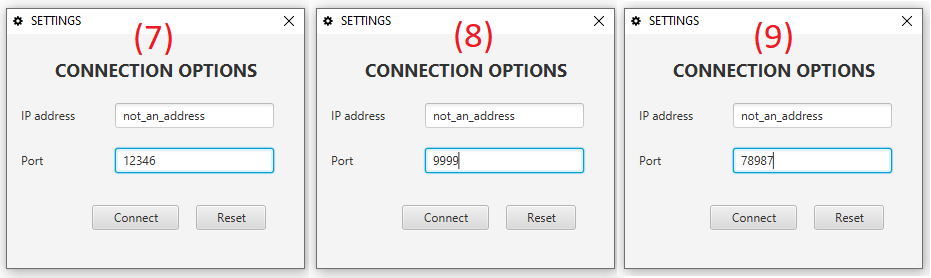 SETTINGS
(7)
CONNECTION OPTIONS
IP address not_an_address
Port 12346
Connect Reset
SETTINGS
(8)
CONNECTION OPTIONS
IP address not_an_address
Port 9999
Connect Reset
SETTINGS
(9)
CONNECTION OPTIONS
IP address not_an_address
Port 78987
Connect Reset